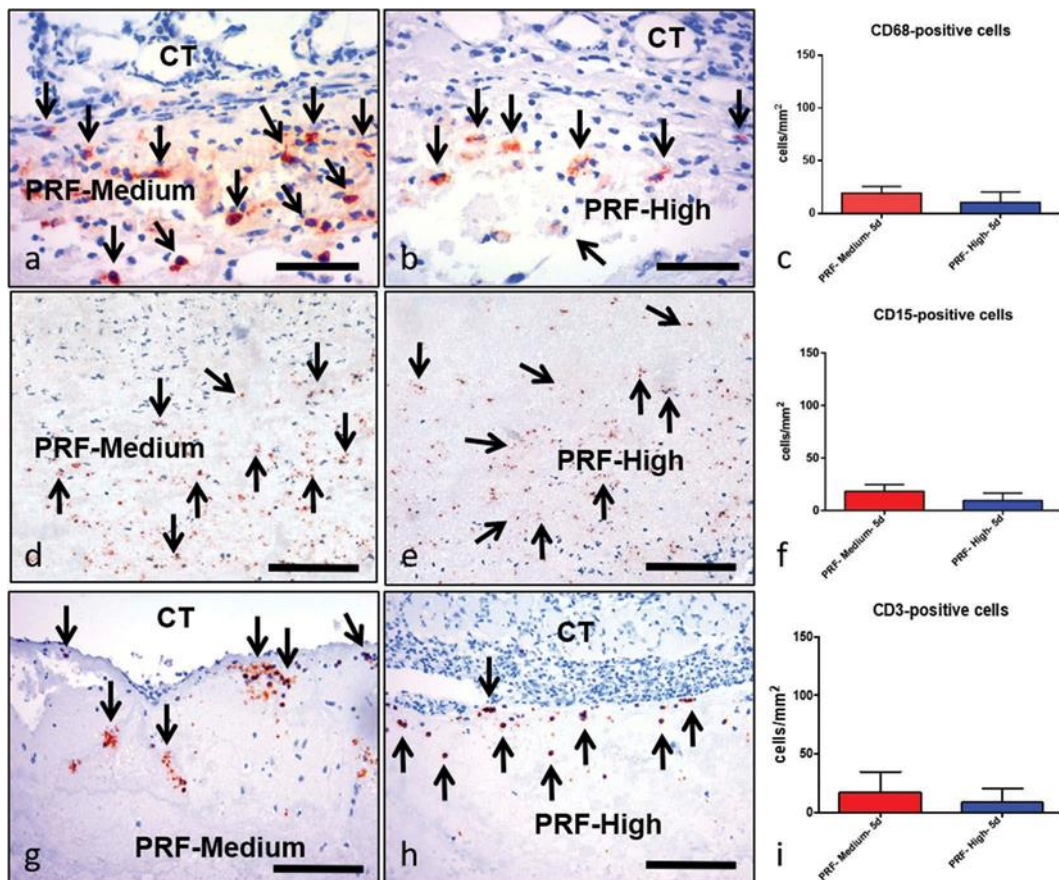 CT
PRF-Medium
a
CT
PRF-High
b
CD68-positive cells
150
100
50
0
cells/mm²
PRF- Medium- 5d
PRF- High- 5d
c
PRF-Medium
d
PRF-High
e
CD15-positive cells
150
100
50
0
cells/mm²
PRF- Medium- 5d
PRF- High- 5d
f
CT
PRF-Medium
g
CT
PRF-High
h
CD3-positive cells
150
100
50
0
cells/mm²
PRF- Medium- 5d
PRF- High- 5d
i